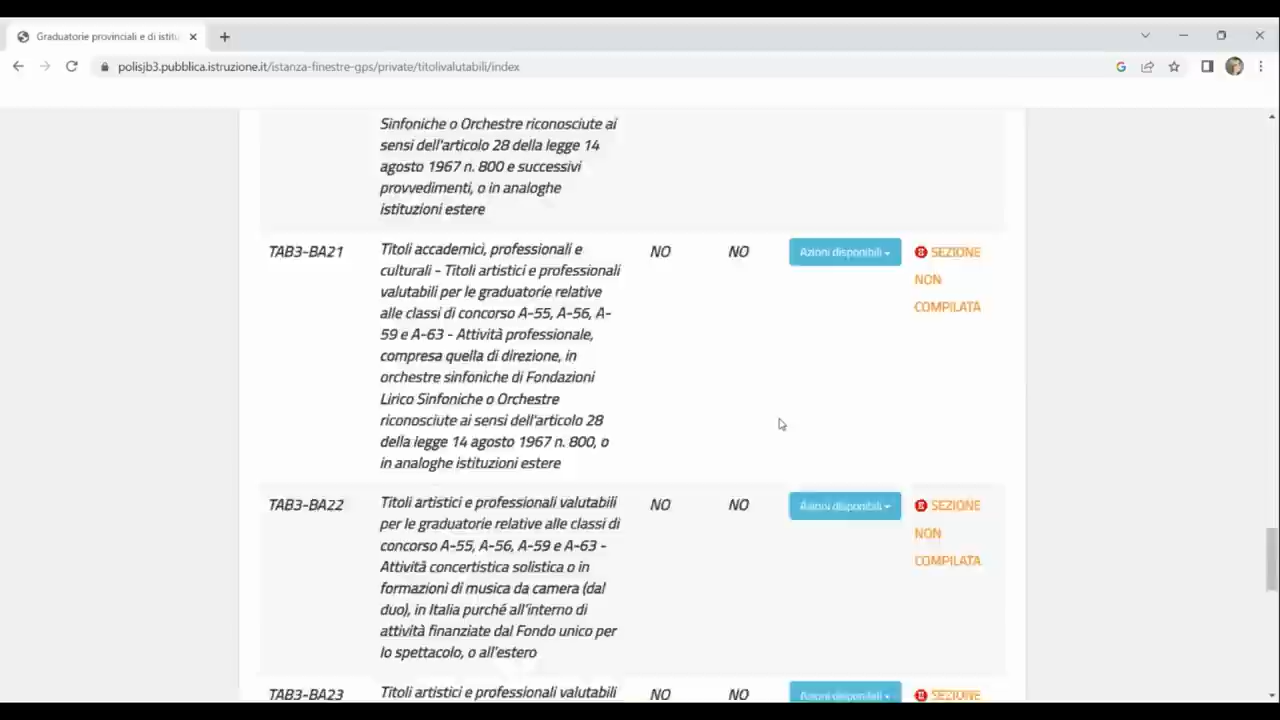 Graduatorie provinciali e di istitu
polisjb3.pubblica.istruzione.it/istanza-finestre-gps/private/titolivalutabili/index
Sinfoniche o Orchestre riconosciute ai
sensi dell'articolo 28 della legge 14
agosto 1967 n. 800 e successivi
provvedimenti, o in analoghe
istituzioni estere
TAB3-BA21 Titoli accademici, professionali e NO NO Azioni disponibili SEZIONE
culturali - Titoli artistici e professionali NON
valutabili per le graduatorie relative COMPILATA
alle classi di concorso A-55, A-56, A-
59 e A-63 - Attività professionale,
compresa quella di direzione, in
orchestre sinfoniche di Fondazioni
Lirico Sinfoniche o Orchestre
riconosciute ai sensi dell'articolo 28
della legge 14 agosto 1967 n. 800, o
in analoghe istituzioni estere
TAB3-BA22 Titoli artistici e professionali valutabili NO NO Azioni disponibili SEZIONE
per le graduatorie relative alle classi di NON
concorso A-55, A-56, A-59 e A-63 - COMPILATA
Attività concertistica solistica o in
formazioni di musica da camera (dal
duo), in Italia purché all'interno di
attività finanziate dal Fondo unico per
lo spettacolo, o all'estero
TAB3-BA23 Titoli artistici e professionali valutabili NO NO Azioni disponibili SEZIONE